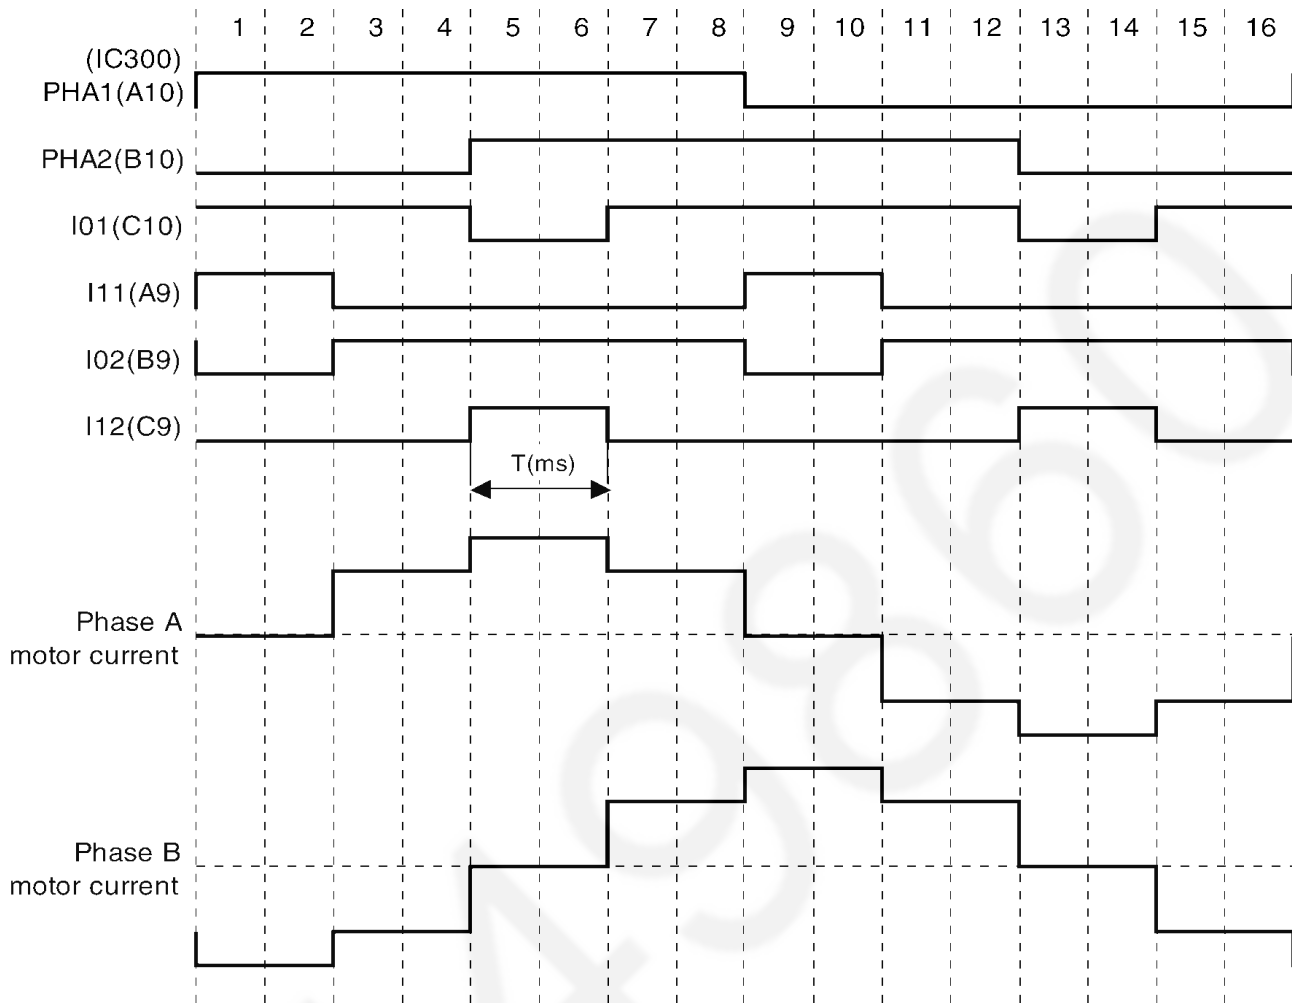 1 2 3 4 5 6 7 8 9 10 11 12 13 14 15 16
(IC300)
PHA1(A10)
PHA2(B10)
I01(C10)
I11(A9)
I02(B9)
I12(C9)
T(ms)
Phase A
motor current
Phase B
motor current
49860